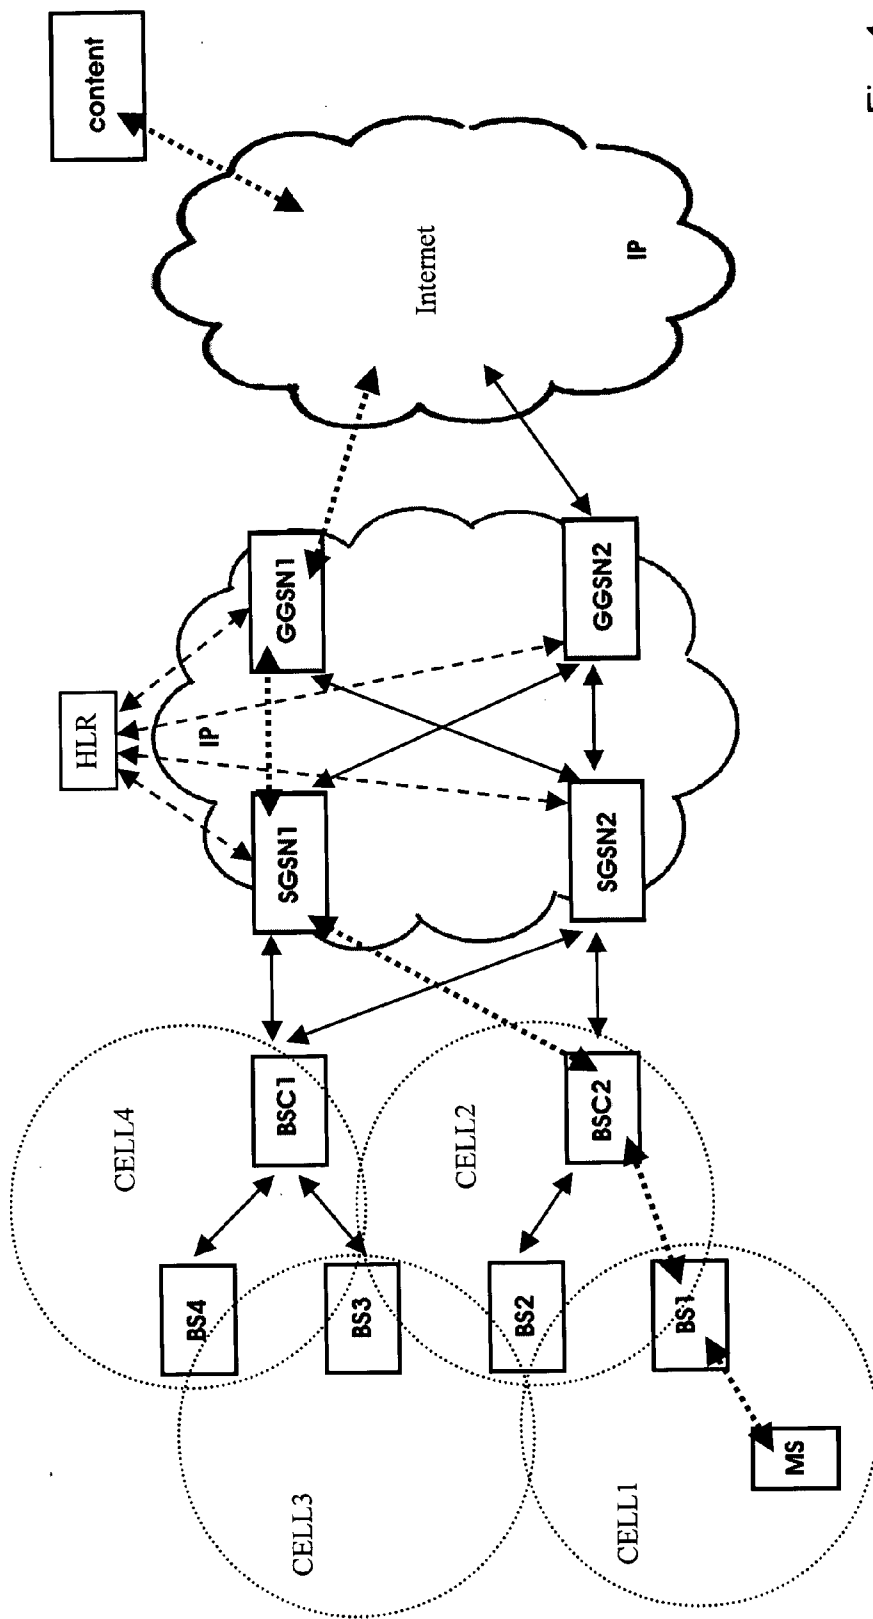 content
Internet
IP
HLR
IP
GGSN1
GGSN2
SGSN1
SGSN2
CELL4
BSC1
CELL2
BSC2
BS4
BS3
BS2
BS1
CELL3
CELL1
MS